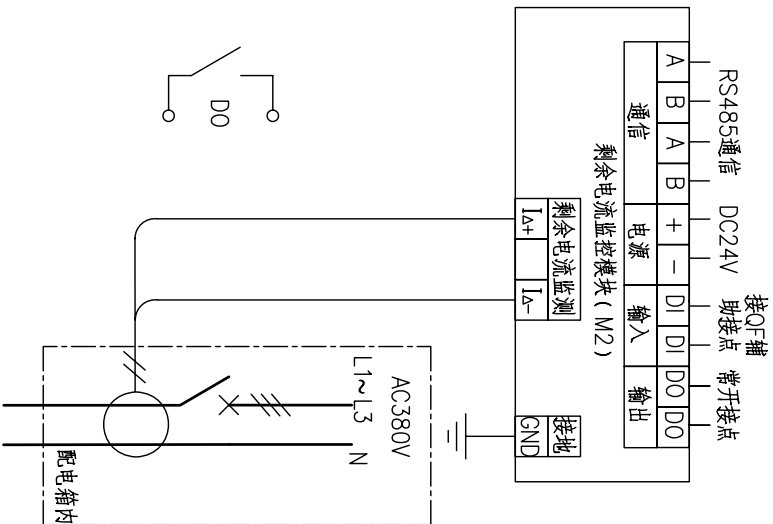 RS485通信
DC24V
接QF辅
助接点
常开接点
A
B
A
B
+
-
DI
DI
DO
DO
通信
电源
输入
输出
剩余电流监控模块(M2)
剩余电流监测
I△+
I△-
接地
GND
DO
AC380V
L1~L3
N
配电箱内